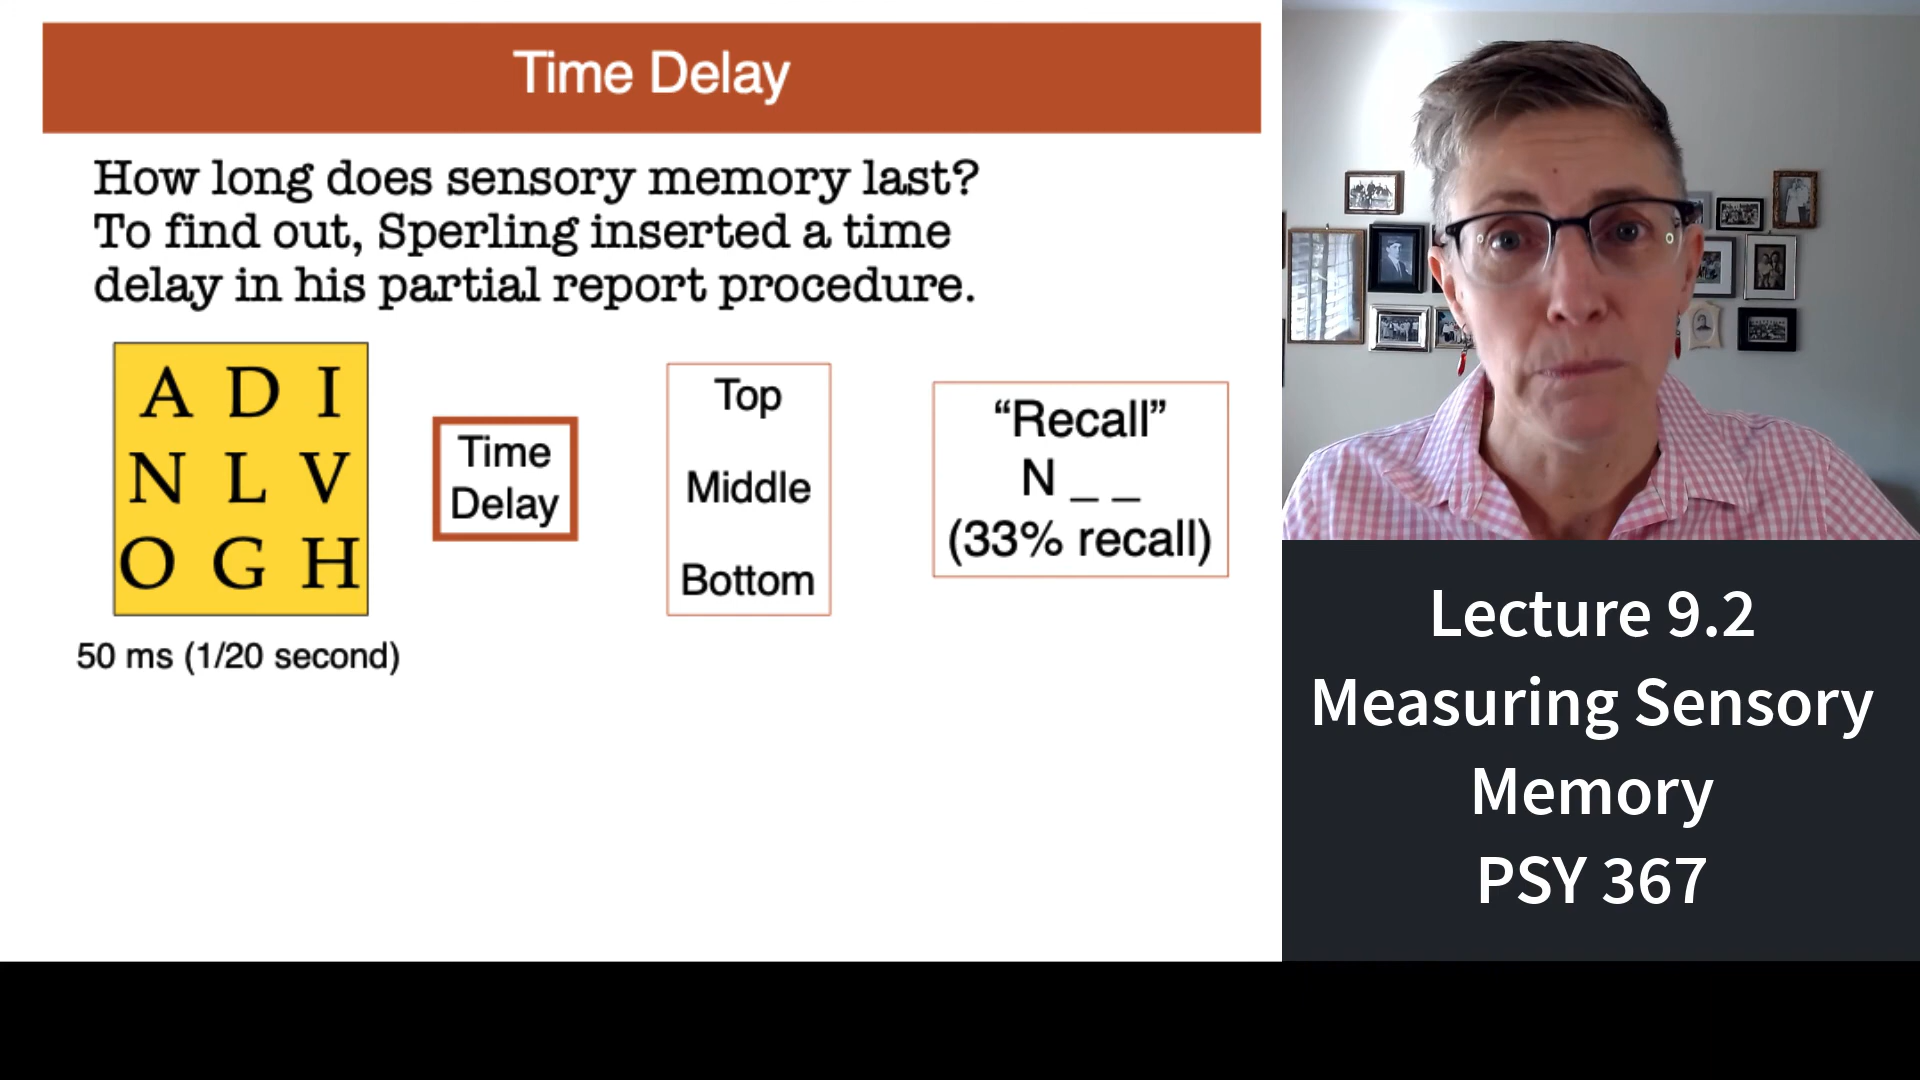 Time Delay
How long does sensory memory last?
To find out, Sperling inserted a time
delay in his partial report procedure.
A D I
N L V
O G H
50 ms (1/20 second)
Time
Delay
Top
Middle
Bottom
“Recall”
N _ _
(33% recall)
Lecture 9.2
Measuring Sensory
Memory
PSY 367